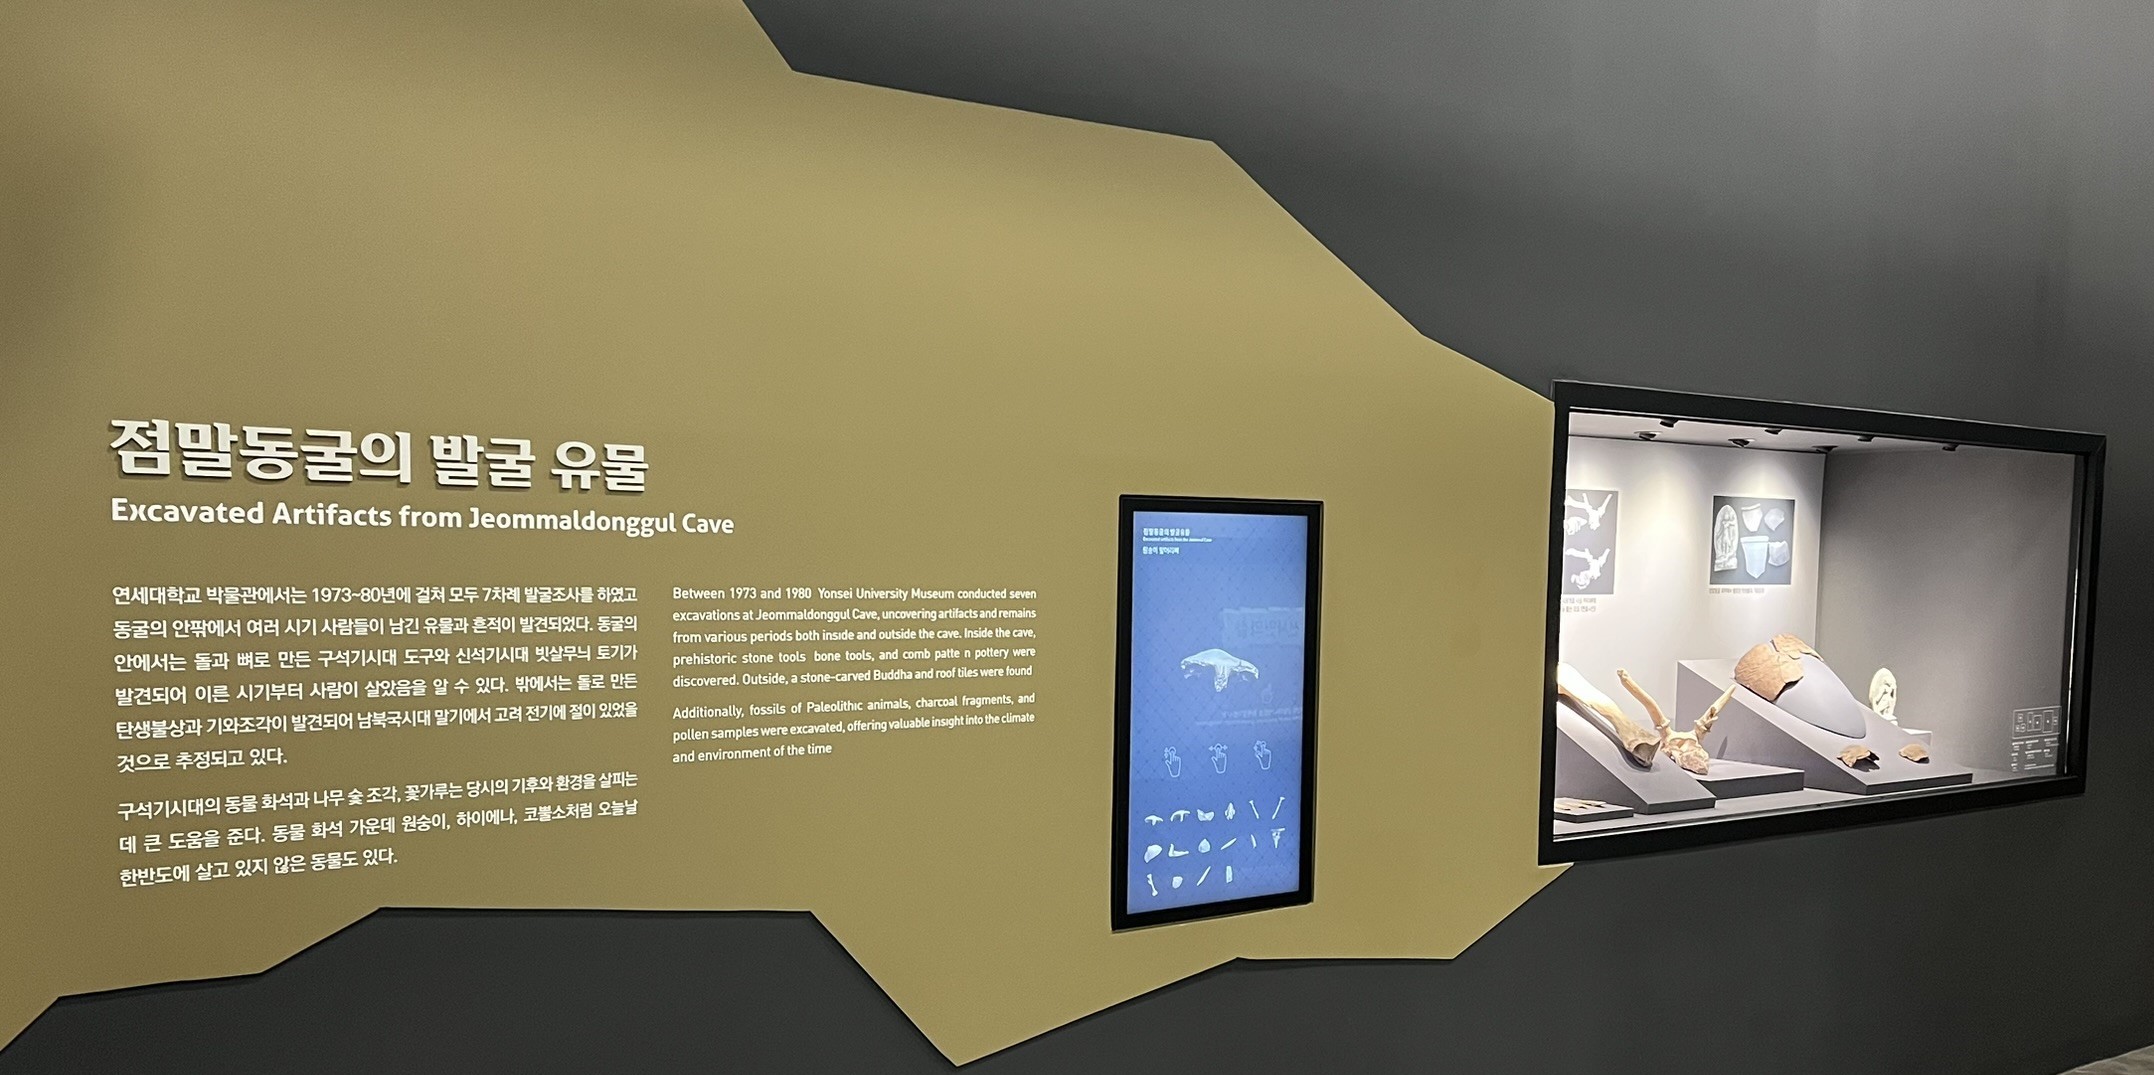 점말동굴의 발굴 유물
Excavated Artifacts from Jeommaldonggul Cave
연세대학교 박물관에서는 1973~80년에 걸쳐 모두 7차례 발굴조사를 하였고
동굴의 안팎에서 여러 시기 사람들이 남긴 유물과 흔적이 발견되었다. 동굴의
안에서는 돌과 뼈로 만든 구석기시대 도구와 신석기시대 빗살무늬 토기가
발견되어 이른 시기부터 사람이 살았음을 알 수 있다. 밖에서는 돌로 만든
탄생불상과 기와조각이 발견되어 남북국시대 말기에서 고려 전기에 절이 있었을
것으로 추정되고 있다.
구석기시대의 동물 화석과 나무 숯 조각, 꽃가루는 당시의 기후와 환경을 살피는
데 큰 도움을 준다. 동물 화석 가운데 원숭이, 하이에나, 코뿔소처럼 오늘날
한반도에 살고 있지 않은 동물도 있다.
Between 1973 and 1980 Yonsei University Museum conducted seven
excavations at Jeommaldonggul Cave, uncovering artifacts and remains
from various periods both inside and outside the cave. Inside the cave,
prehistoric stone tools bone tools, and comb patte n pottery were
discovered. Outside, a stone-carved Buddha and roof tiles were found
Additionally, fossils of Paleolithic animals, charcoal fragments, and
pollen samples were excavated, offering valuable insight into the climate
and environment of the time
점말동굴의 발굴유물